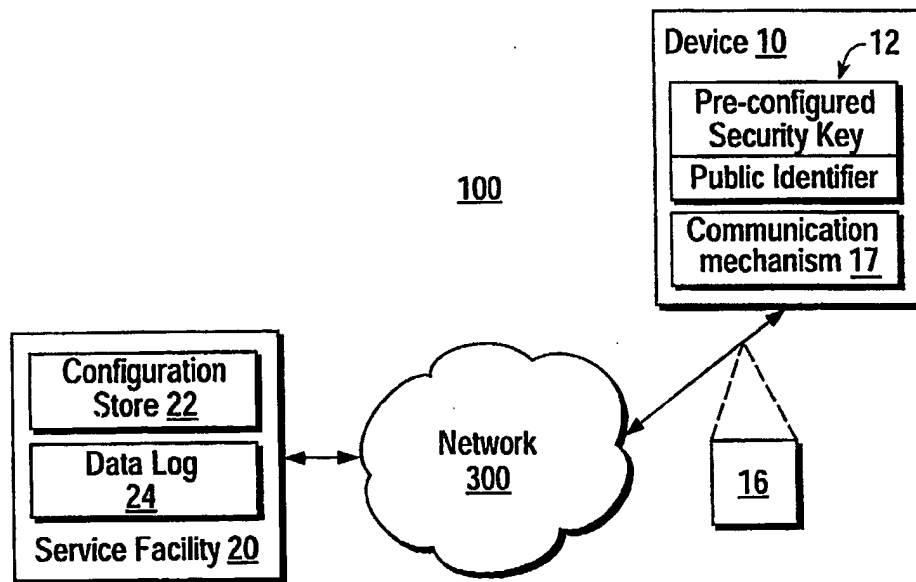 Device 10
12
Pre-configured
Security Key
Public Identifier
Communication
mechanism 17
100
Configuration
Store 22
Data Log
24
Service Facility 20
Network
300
16